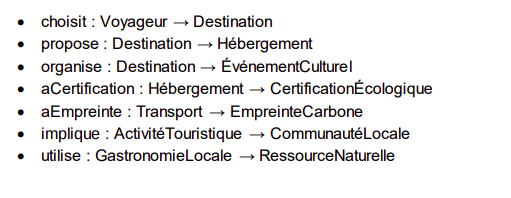 • choisit : Voyageur → Destination
• propose : Destination → Hébergement
• organise : Destination → ÉvénementCulturel
• aCertification : Hébergement → CertificationÉcologique
• aEmpreinte : Transport → EmpreinteCarbone
• implique : ActivitéTouristique → CommunautéLocale
• utilise : GastronomieLocale → RessourceNaturelle